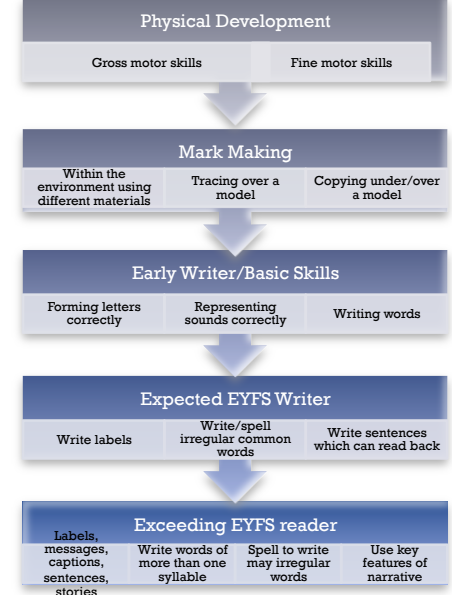 Physical Development
Gross motor skills
Fine motor skills
Mark Making
Within the
environment using
different materials
Tracing over a
model
Copying under/over
a model
Early Writer/Basic Skills
Forming letters
correctly
Representing
sounds correctly
Writing words
Expected EYFS Writer
Write labels
Write/spell
irregular common
words
Write sentences
which can read back
Exceeding EYFS reader
Labels,
messages,
captions,
sentences,
stories
Write words of
more than one
syllable
Spell to write
may irregular
words
Use key
features of
narrative